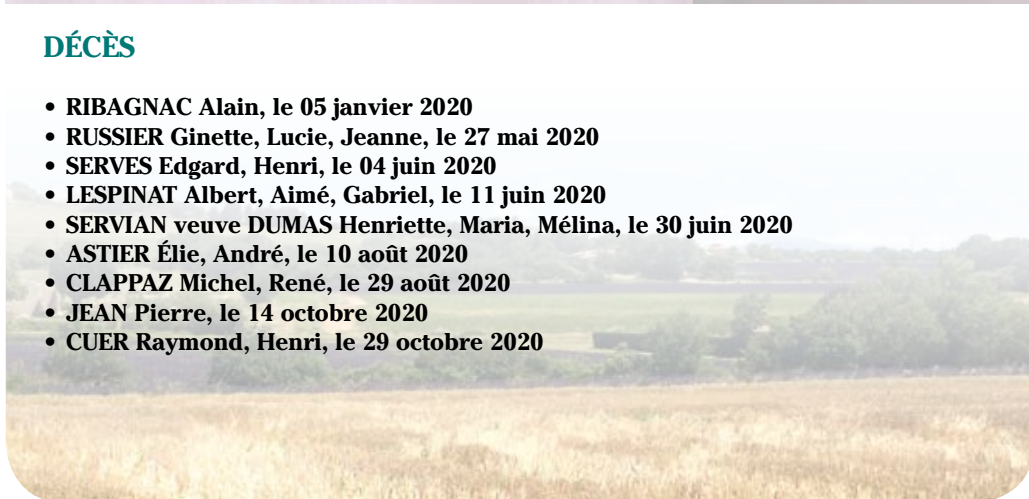 DÉCÈS
• RIBAGNAC Alain, le 05 janvier 2020
• RUSSIER Ginette, Lucie, Jeanne, le 27 mai 2020
• SERVES Edgard, Henri, le 04 juin 2020
• LESPINAT Albert, Aimé, Gabriel, le 11 juin 2020
• SERVIAN veuve DUMAS Henriette, Maria, Mélina, le 30 juin 2020
• ASTIER Élie, André, le 10 août 2020
• CLAPPAZ Michel, René, le 29 août 2020
• JEAN Pierre, le 14 octobre 2020
• CUER Raymond, Henri, le 29 octobre 2020